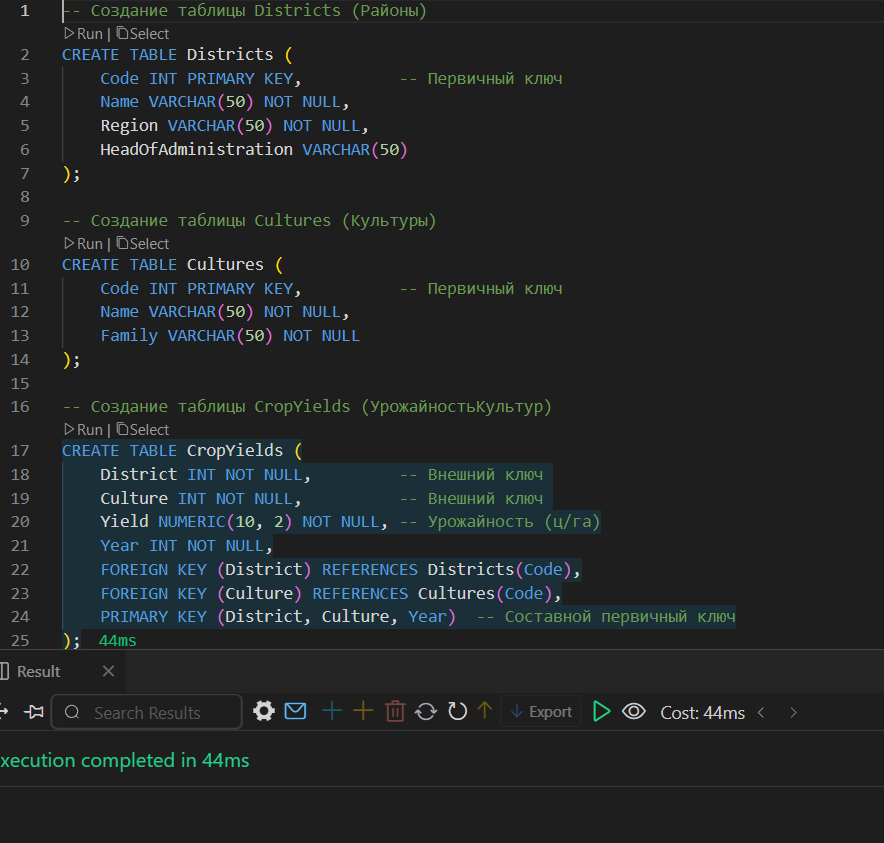 1 -- Создание таблицы Districts (Районы)
Run | Select
2 CREATE TABLE Districts (
3 Code INT PRIMARY KEY, -- Первичный ключ
4 Name VARCHAR(50) NOT NULL,
5 Region VARCHAR(50) NOT NULL,
6 HeadOfAdministration VARCHAR(50)
7 );
8
9 -- Создание таблицы Cultures (Культуры)
Run | Select
10 CREATE TABLE Cultures (
11 Code INT PRIMARY KEY, -- Первичный ключ
12 Name VARCHAR(50) NOT NULL,
13 Family VARCHAR(50) NOT NULL
14 );
15
16 -- Создание таблицы CropYields (УрожайностьКультур)
Run | Select
17 CREATE TABLE CropYields (
18 District INT NOT NULL, -- Внешний ключ
19 Culture INT NOT NULL, -- Внешний ключ
20 Yield NUMERIC(10, 2) NOT NULL, -- Урожайность (ц/га)
21 Year INT NOT NULL,
22 FOREIGN KEY (District) REFERENCES Districts(Code),
23 FOREIGN KEY (Culture) REFERENCES Cultures(Code),
24 PRIMARY KEY (District, Culture, Year) -- Составной первичный ключ
25 ); 44ms
Result
Search Results Export Cost: 44ms
xecution completed in 44ms